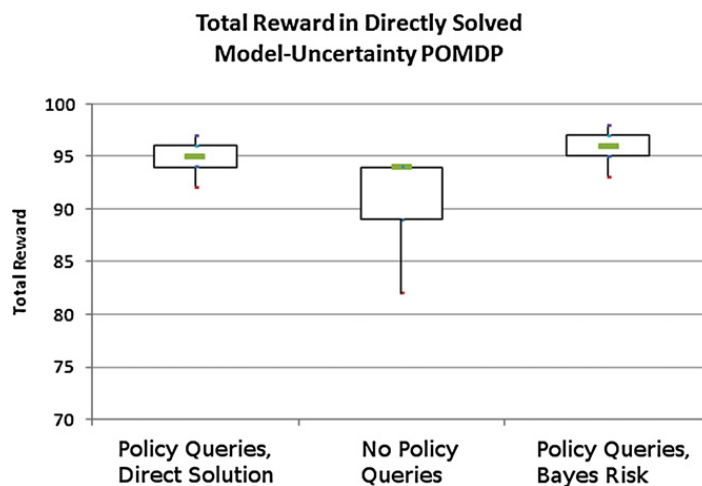 Total Reward in Directly Solved
Model-Uncertainty POMDP
Total Reward
100
95
90
85
80
75
70
Policy Queries,
Direct Solution
No Policy
Queries
Policy Queries,
Bayes Risk